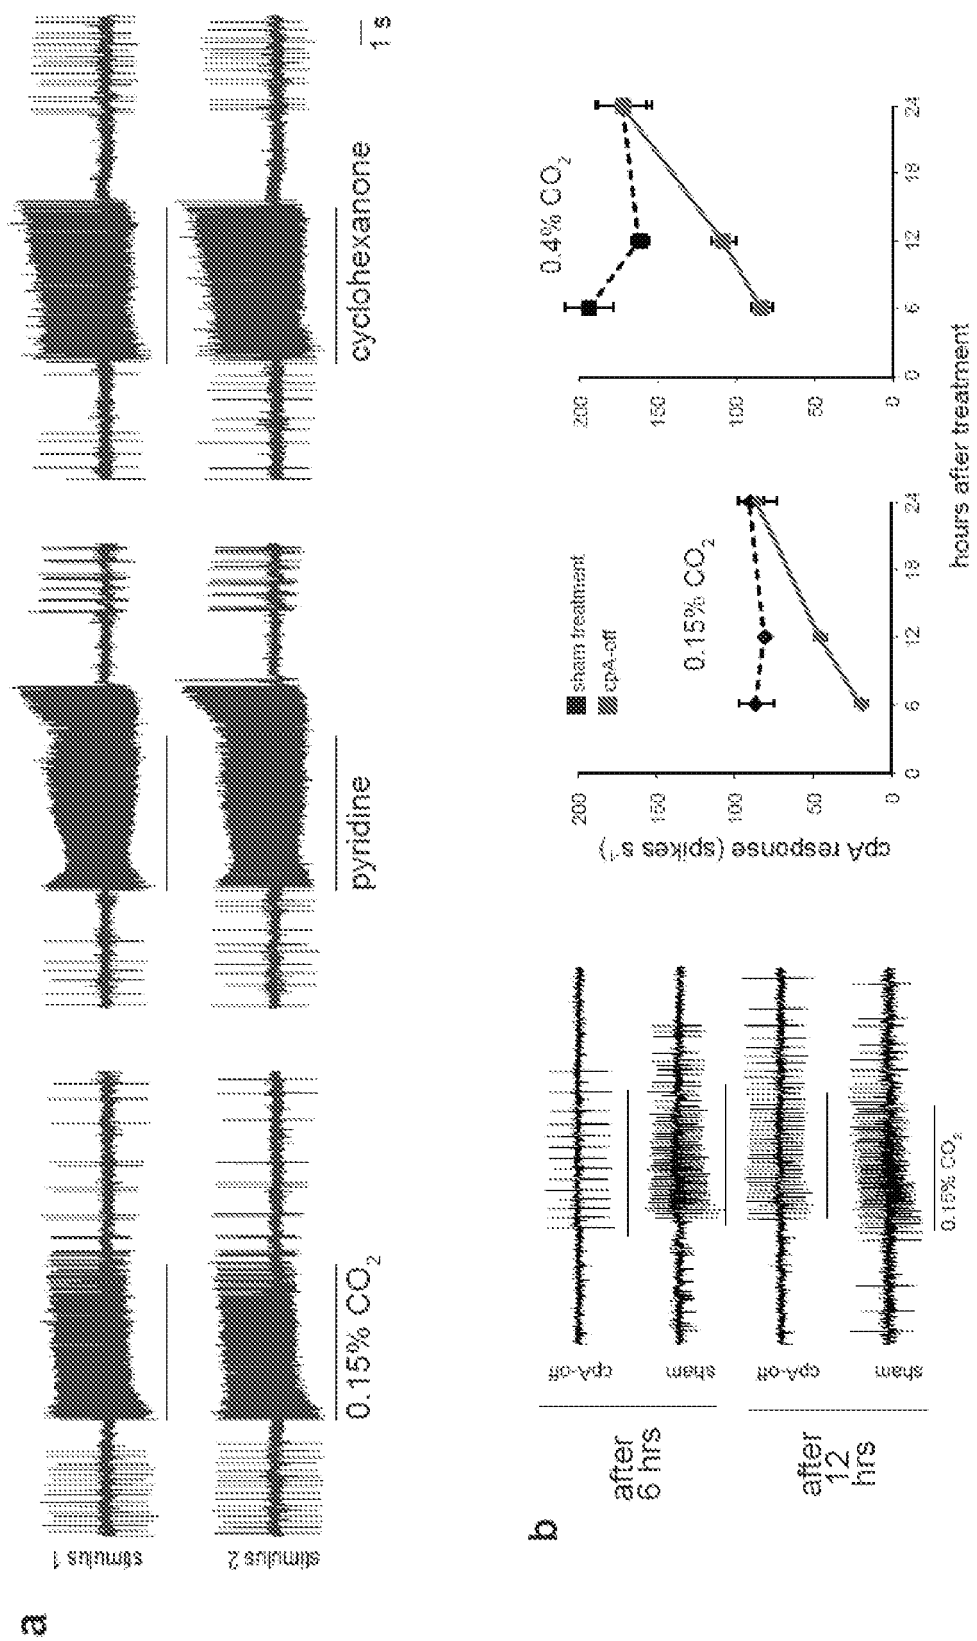 a
stimulus 1
stimulus 2
0.15% CO2
pyridine
cyclohexanone
1 s
b
after
6 hrs
cpA-off
sham
after
12
hrs
cpA-off
sham
0.15% CO2
cpA response (spikes s-1)
200
150
100
50
0
0
6
12
18
24
sham treatment
cpA-off
0.15% CO2
200
150
100
50
0
0
6
12
18
24
0.4% CO2
hours after treatment